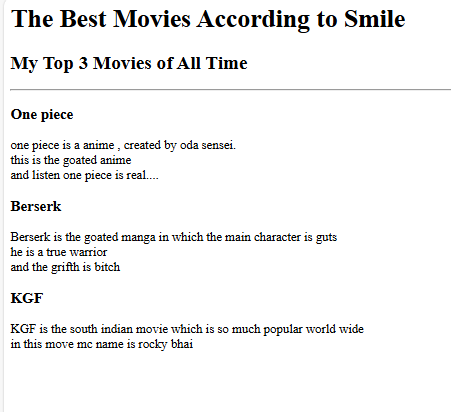 The Best Movies According to Smile
My Top 3 Movies of All Time
One piece
one piece is a anime , created by oda sensei.
this is the goated anime
and listen one piece is real....
Berserk
Berserk is the goated manga in which the main character is guts
he is a true warrior
and the grifth is bitch
KGF
KGF is the south indian movie which is so much popular world wide
in this move mc name is rocky bhai